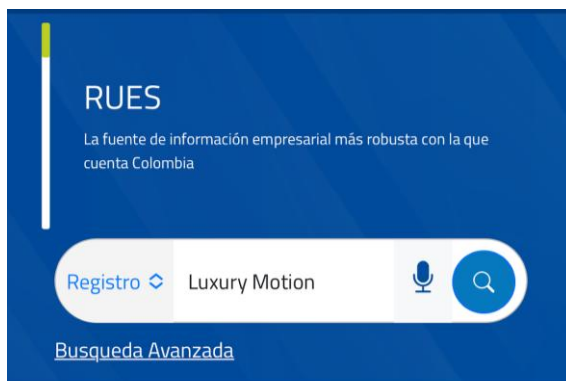 RUES
La fuente de información empresarial más robusta con la que
cuenta Colombia
Registro
Luxury Motion
Busqueda Avanzada